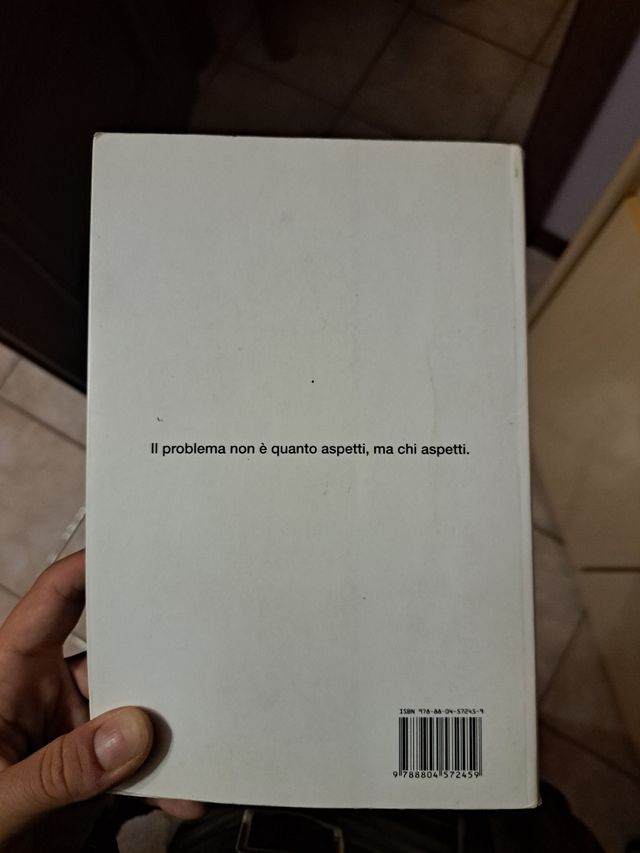 Il problema non è quanto aspetti, ma chi aspetti.
ISBN 978-88-04-57245-9
9 788804 572459